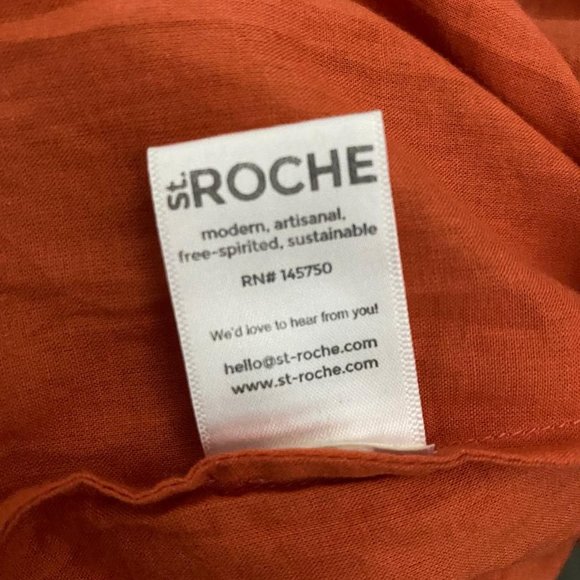 st.ROCHE
modern, artisanal,
free-spirited, sustainable
RN# 145750
We'd love to hear from you!
hello@st-roche.com
www.st-roche.com